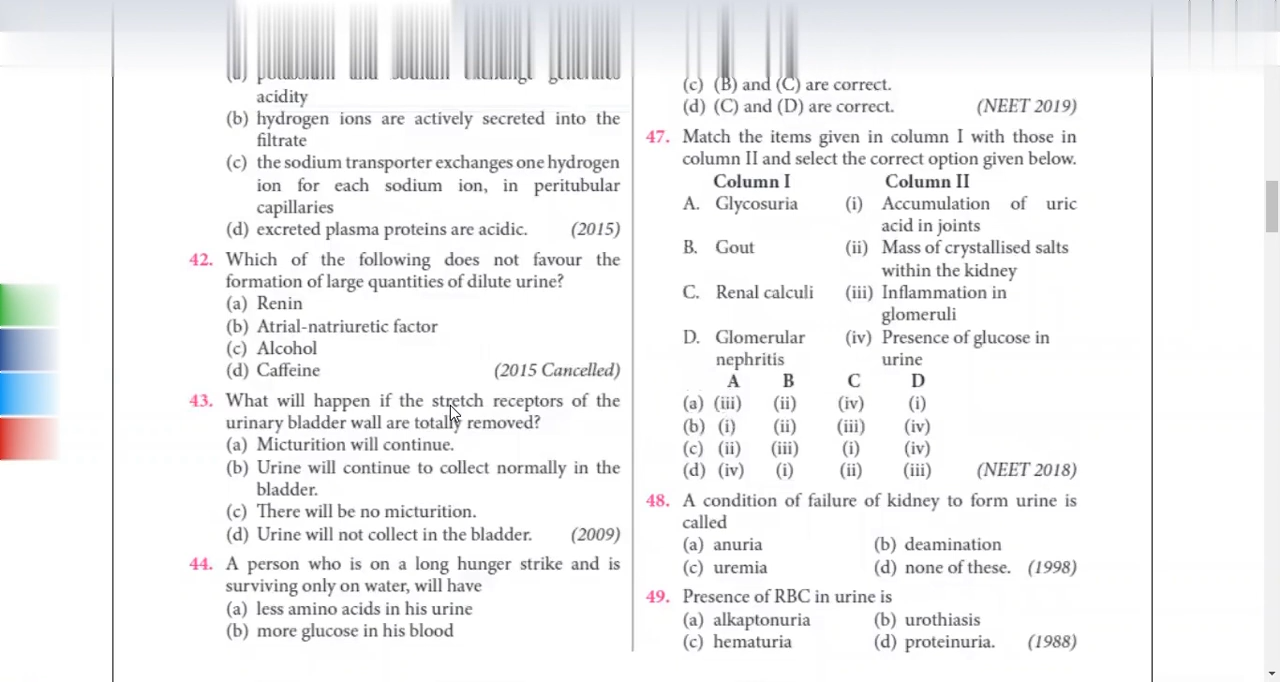 acidity
(b) hydrogen ions are actively secreted into the
filtrate
(c) the sodium transporter exchanges one hydrogen
ion for each sodium ion, in peritubular
capillaries
(d) excreted plasma proteins are acidic. (2015)
42. Which of the following does not favour the
formation of large quantities of dilute urine?
(a) Renin
(b) Atrial-natriuretic factor
(c) Alcohol
(d) Caffeine (2015 Cancelled)
43. What will happen if the stretch receptors of the
urinary bladder wall are totally removed?
(a) Micturition will continue.
(b) Urine will continue to collect normally in the
bladder.
(c) There will be no micturition.
(d) Urine will not collect in the bladder. (2009)
44. A person who is on a long hunger strike and is
surviving only on water, will have
(a) less amino acids in his urine
(b) more glucose in his blood
(c) (B) and (C) are correct.
(d) (C) and (D) are correct. (NEET 2019)
47. Match the items given in column I with those in
column II and select the correct option given below.
Column I Column II
A. Glycosuria (i) Accumulation of uric
acid in joints
B. Gout (ii) Mass of crystallised salts
within the kidney
C. Renal calculi (iii) Inflammation in
glomeruli
D. Glomerular (iv) Presence of glucose in
nephritis urine
A B C D
(a) (iii) (ii) (iv) (i)
(b) (i) (ii) (iii) (iv)
(c) (ii) (iii) (i) (iv)
(d) (iv) (i) (ii) (iii) (NEET 2018)
48. A condition of failure of kidney to form urine is
called
(a) anuria (b) deamination
(c) uremia (d) none of these. (1998)
49. Presence of RBC in urine is
(a) alkaptonuria (b) urothiasis
(c) hematuria (d) proteinuria. (1988)